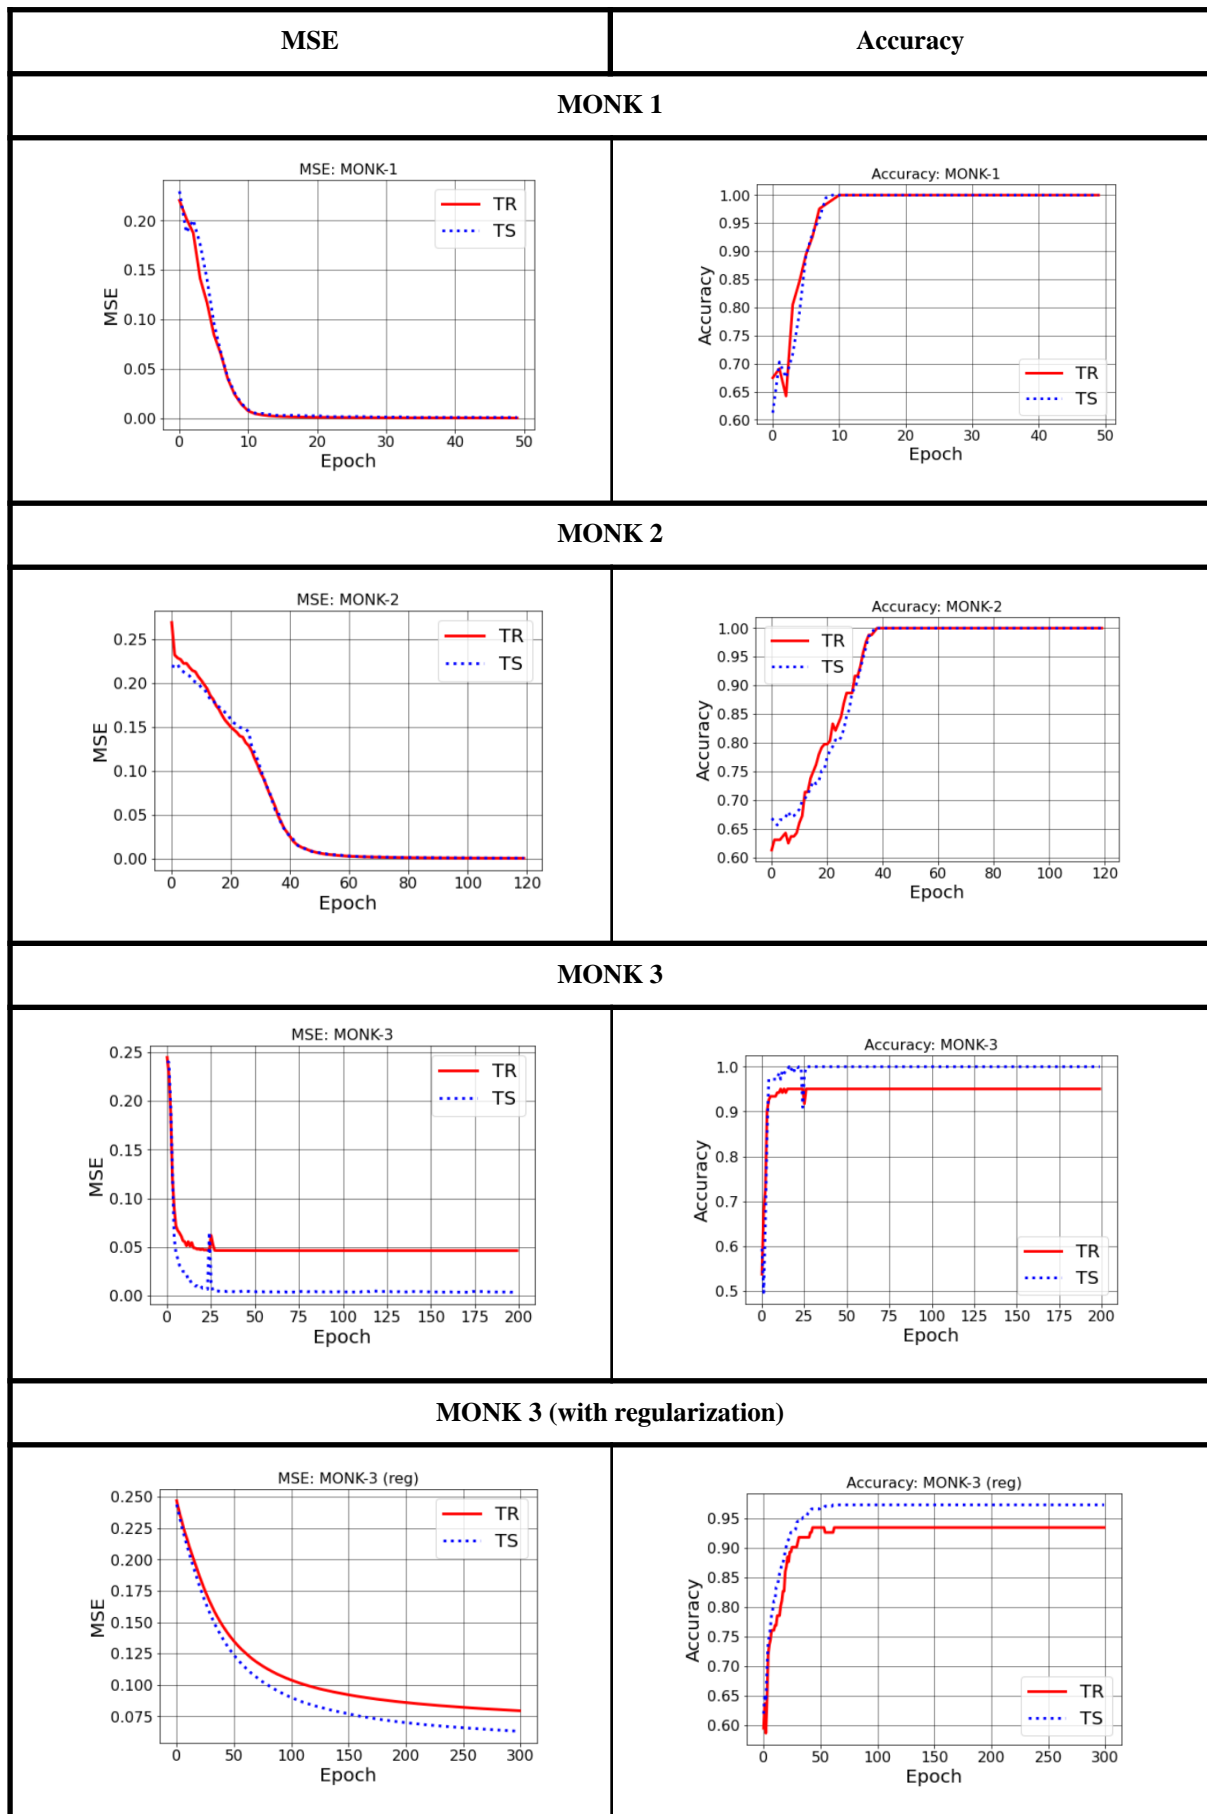 MSE Accuracy
MONK 1
MSE: MONK-1
TR
TS
0.20
0.15
0.10
0.05
0.00
MSE
0 10 20 30 40 50
Epoch
Accuracy: MONK-1
1.00
0.95
0.90
0.85
0.80
0.75
0.70
0.65
0.60
Accuracy
TR
TS
0 10 20 30 40 50
Epoch
MONK 2
MSE: MONK-2
TR
TS
0.25
0.20
0.15
0.10
0.05
0.00
MSE
0 20 40 60 80 100 120
Epoch
Accuracy: MONK-2
TR
TS
1.00
0.95
0.90
0.85
0.80
0.75
0.70
0.65
0.60
Accuracy
0 20 40 60 80 100 120
Epoch
MONK 3
MSE: MONK-3
TR
TS
0.25
0.20
0.15
0.10
0.05
0.00
MSE
0 25 50 75 100 125 150 175 200
Epoch
Accuracy: MONK-3
1.0
0.9
0.8
0.7
0.6
0.5
Accuracy
TR
TS
0 25 50 75 100 125 150 175 200
Epoch
MONK 3 (with regularization)
MSE: MONK-3 (reg)
TR
TS
0.250
0.225
0.200
0.175
0.150
0.125
0.100
0.075
MSE
0 50 100 150 200 250 300
Epoch
Accuracy: MONK-3 (reg)
0.95
0.90
0.85
0.80
0.75
0.70
0.65
0.60
Accuracy
TR
TS
0 50 100 150 200 250 300
Epoch